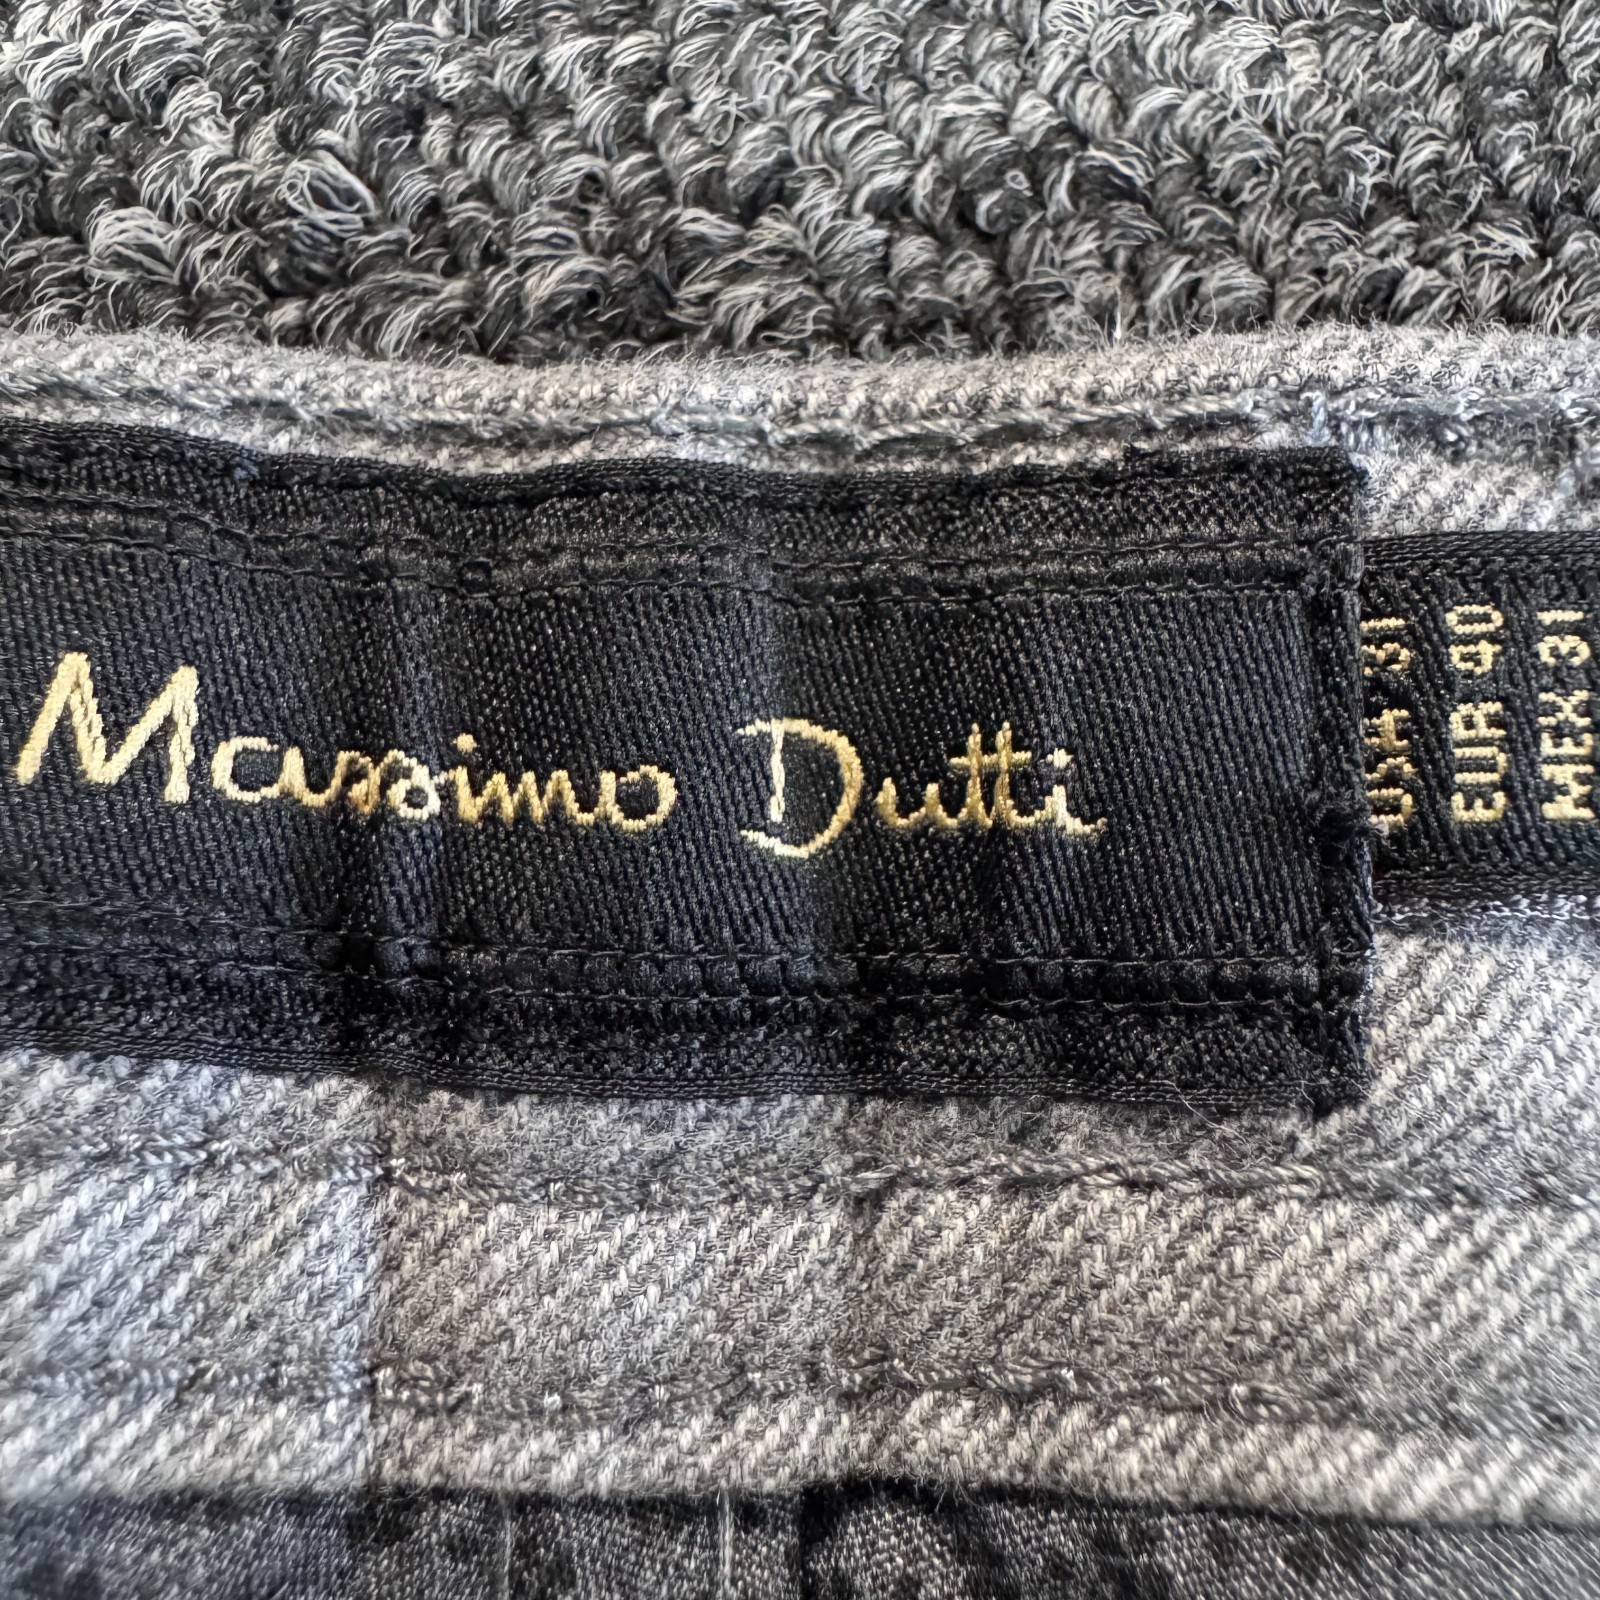 Massimo Dutti
USA 31
EUR 40
MEX 31